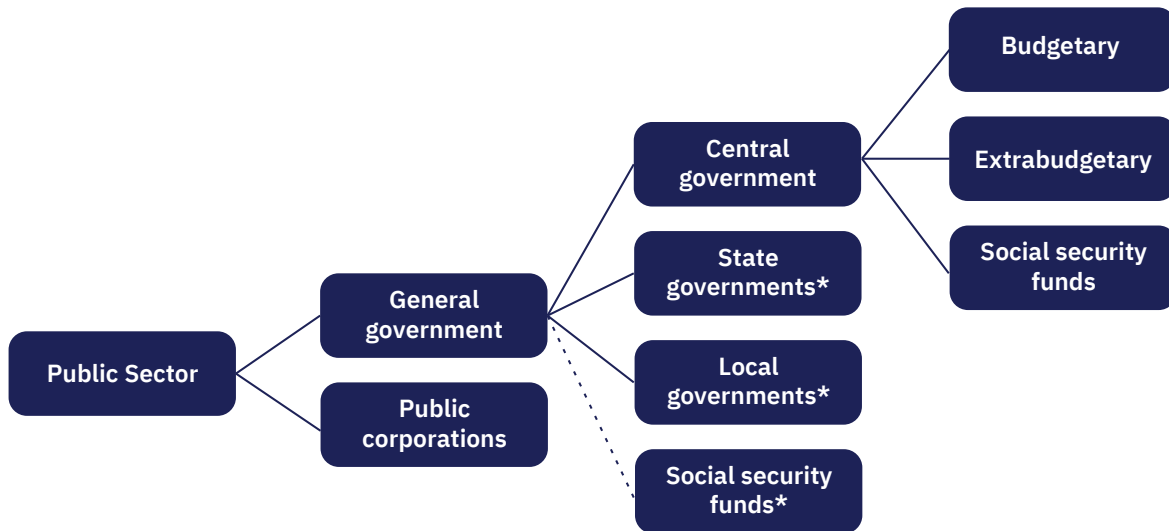 Public Sector
General
government
Public
corporations
Central
government
State
governments*
Local
governments*
Social security
funds*
Budgetary
Extrabudgetary
Social security
funds